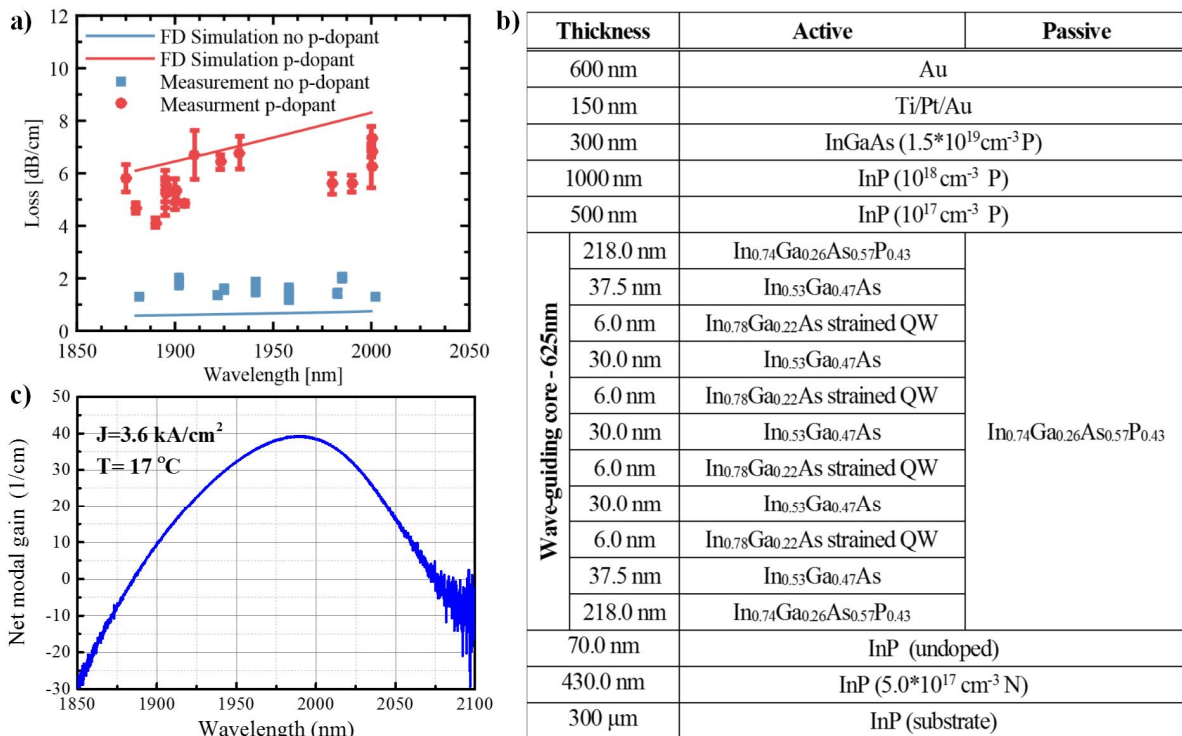 a)
12
10
8
6
4
2
0
Loss [dB/cm]
FD Simulation no p-dopant
FD Simulation p-dopant
Measurement no p-dopant
Measurment p-dopant
1850 1900 1950 2000 2050
Wavelength [nm]
c)
50
40
30
20
10
0
-10
-20
-30
Net modal gain (1/cm)
J=3.6 kA/cm²
T= 17 °C
1850 1900 1950 2000 2050 2100
Wavelength (nm)
b)
Thickness Active Passive
600 nm Au
150 nm Ti/Pt/Au
300 nm InGaAs (1.5*10¹⁹cm⁻³ P)
1000 nm InP (10¹⁸ cm⁻³ P)
500 nm InP (10¹⁷ cm⁻³ P)
Wave-guiding core - 625nm
218.0 nm In₀.₇₄Ga₀.₂₆As₀.₅₇P₀.₄₃
37.5 nm In₀.₅₃Ga₀.₄₇As
6.0 nm In₀.₇₈Ga₀.₂₂As strained QW
30.0 nm In₀.₅₃Ga₀.₄₇As
6.0 nm In₀.₇₈Ga₀.₂₂As strained QW
30.0 nm In₀.₅₃Ga₀.₄₇As In₀.₇₄Ga₀.₂₆As₀.₅₇P₀.₄₃
6.0 nm In₀.₇₈Ga₀.₂₂As strained QW
30.0 nm In₀.₅₃Ga₀.₄₇As
6.0 nm In₀.₇₈Ga₀.₂₂As strained QW
37.5 nm In₀.₅₃Ga₀.₄₇As
218.0 nm In₀.₇₄Ga₀.₂₆As₀.₅₇P₀.₄₃
70.0 nm InP (undoped)
430.0 nm InP (5.0*10¹⁷ cm⁻³ N)
300 μm InP (substrate)